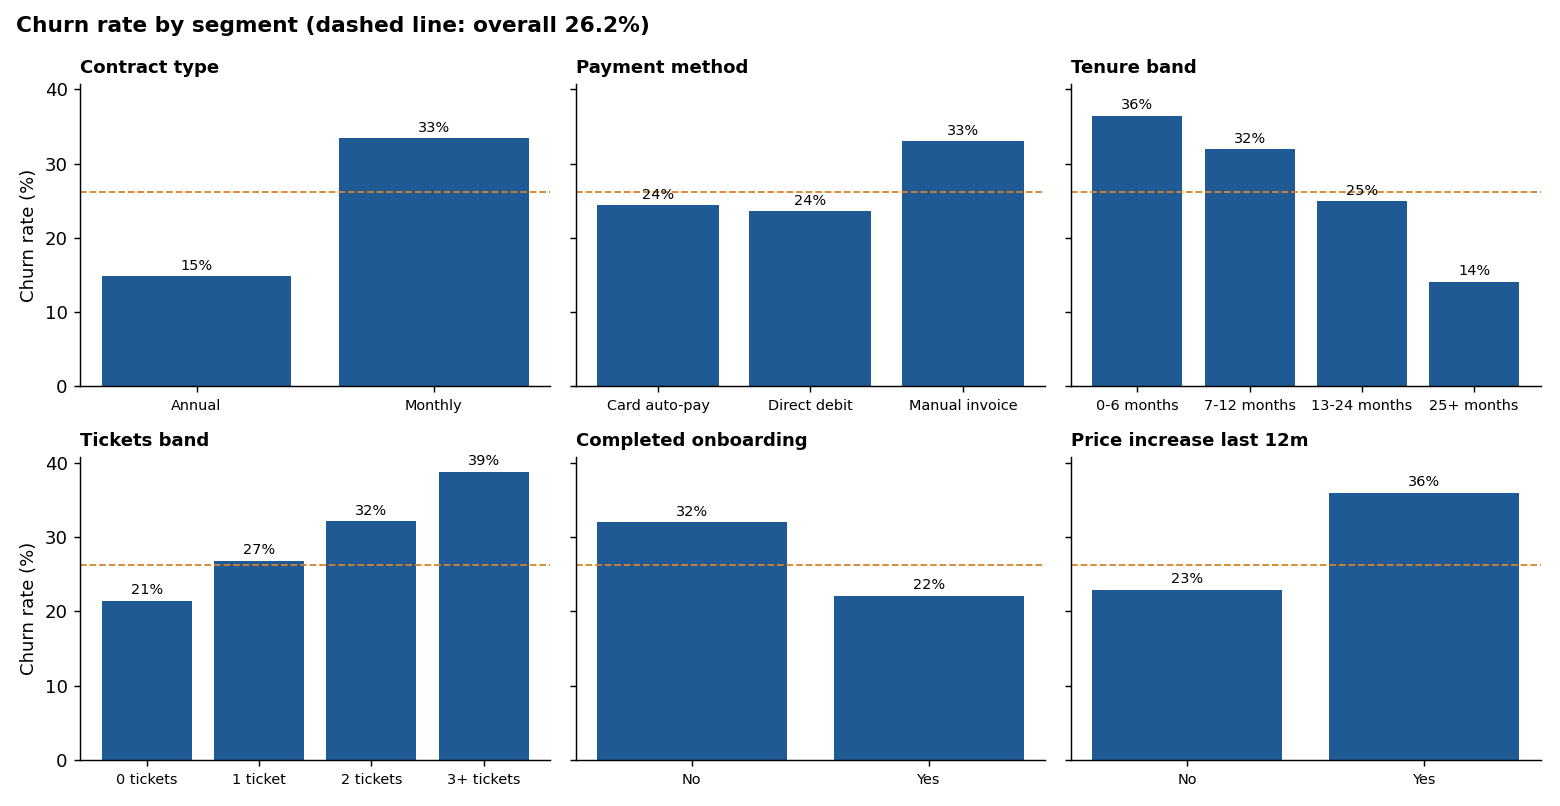 Churn rate by segment (dashed line: overall 26.2%)
Contract type
Churn rate (%)
40
30
20
10
0
15%
33%
Annual
Monthly
Payment method
24%
24%
33%
Card auto-pay
Direct debit
Manual invoice
Tenure band
36%
32%
25%
14%
0-6 months
7-12 months
13-24 months
25+ months
Tickets band
Churn rate (%)
40
30
20
10
0
21%
27%
32%
39%
0 tickets
1 ticket
2 tickets
3+ tickets
Completed onboarding
32%
22%
No
Yes
Price increase last 12m
23%
36%
No
Yes